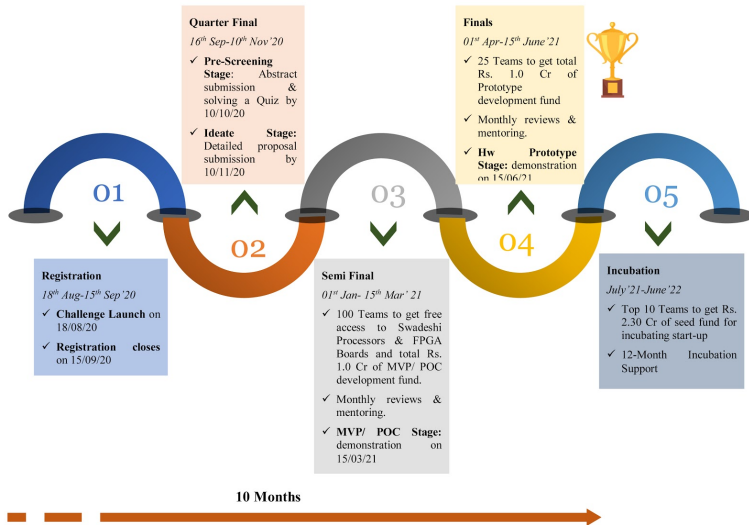 Quarter Final
16th Sep-10th Nov'20
✓ Pre-Screening
Stage: Abstract
submission &
solving a Quiz by
10/10/20
✓ Ideate Stage:
Detailed proposal
submission by
10/11/20
Finals
01st Apr-15th June'21
✓ 25 Teams to get total
Rs. 1.0 Cr of
Prototype
development fund
✓ Monthly reviews &
mentoring.
✓ Hw Prototype
Stage: demonstration
on 15/06/21
01
02
03
04
05
Registration
18th Aug-15th Sep'20
✓ Challenge Launch on
18/08/20
✓ Registration closes
on 15/09/20
Semi Final
01st Jan- 15th Mar' 21
✓ 100 Teams to get free
access to Swadeshi
Processors & FPGA
Boards and total Rs.
1.0 Cr of MVP/ POC
development fund.
✓ Monthly reviews &
mentoring.
✓ MVP/ POC Stage:
demonstration on
15/03/21
Incubation
July'21-June'22
✓ Top 10 Teams to get Rs.
2.30 Cr of seed fund for
incubating start-up
✓ 12-Month Incubation
Support
10 Months